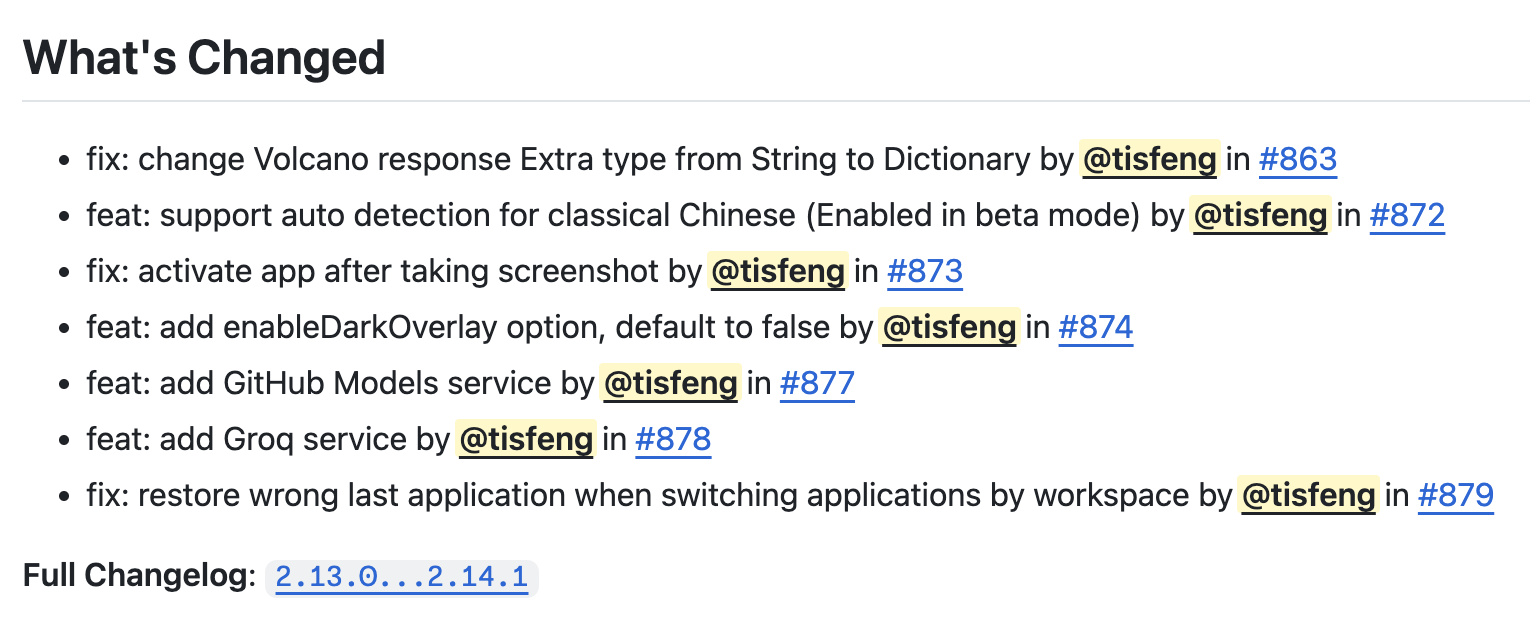 What's Changed
fix: change Volcano response Extra type from String to Dictionary by @tisfeng in #863
feat: support auto detection for classical Chinese (Enabled in beta mode) by @tisfeng in #872
fix: activate app after taking screenshot by @tisfeng in #873
feat: add enableDarkOverlay option, default to false by @tisfeng in #874
feat: add GitHub Models service by @tisfeng in #877
feat: add Groq service by @tisfeng in #878
fix: restore wrong last application when switching applications by workspace by @tisfeng in #879
Full Changelog: 2.13.0...2.14.1